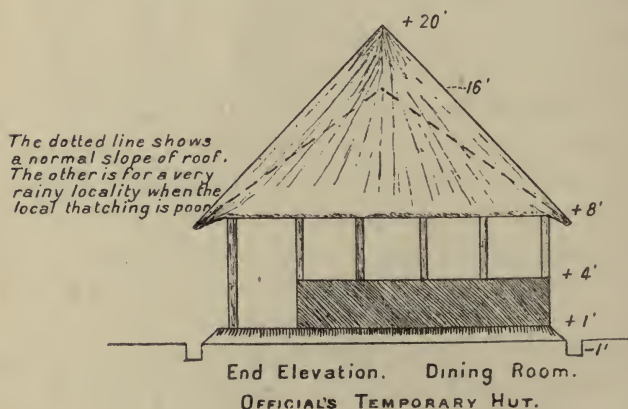 + 20'
--16'
The dotted line shows
a normal slope of roof.
The other is for a very
rainy locality when the
local thatching is poor
+ 8'
+ 4'
+ 1'
-1'
End Elevation. Dining Room.
OFFICIAL'S TEMPORARY HUT.